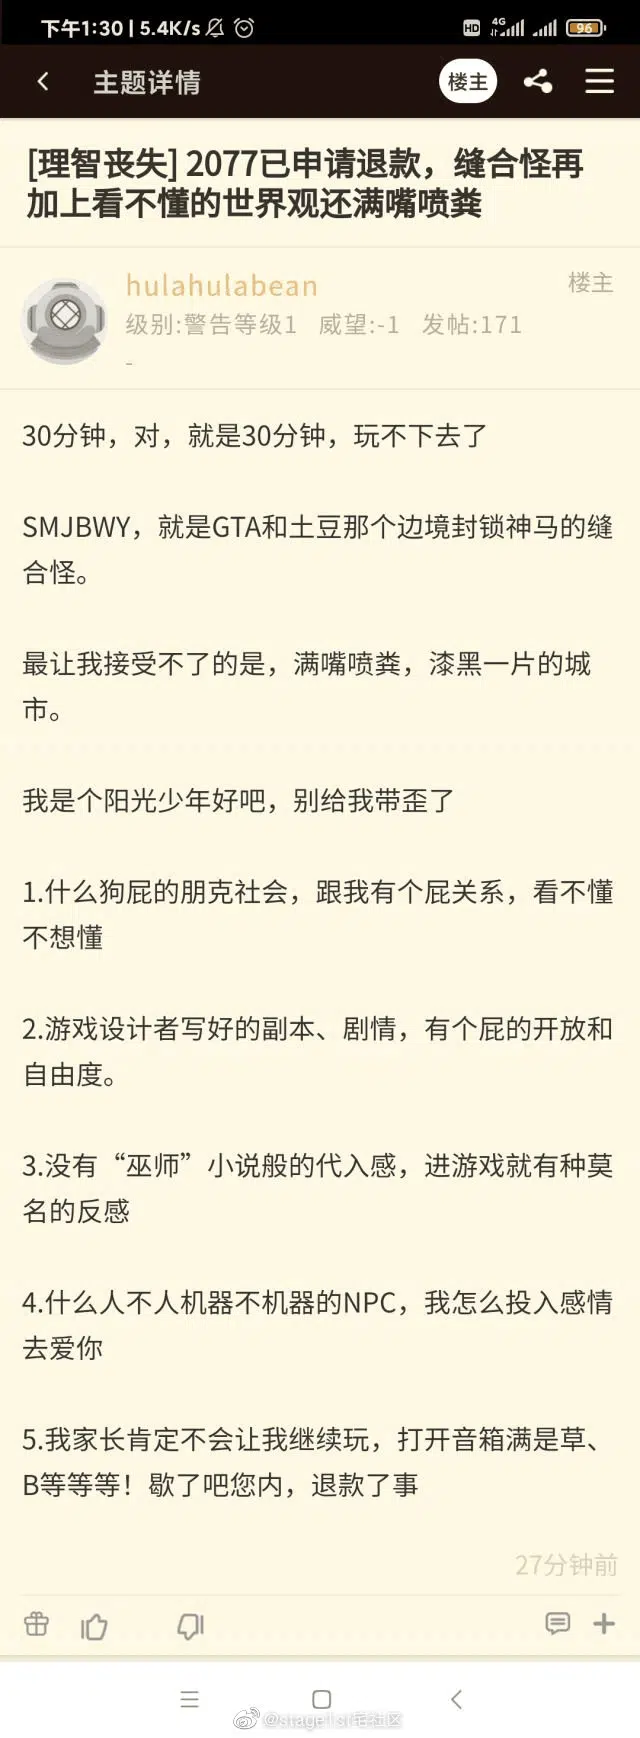 下午1:30 | 5.4K/s
HD 4G 96
主题详情
楼主
[理智丧失] 2077已申请退款，缝合怪再
加上看不懂的世界观还满嘴喷粪
hulahulabean
楼主
级别:警告等级1 威望:-1 发帖:171
-
30分钟，对，就是30分钟，玩不下去了
SMJBWY，就是GTA和土豆那个边境封锁神马的缝
合怪。
最让我接受不了的是，满嘴喷粪，漆黑一片的城
市。
我是个阳光少年好吧，别给我带歪了
1.什么狗屁的朋克社会，跟我有个屁关系，看不懂
不想懂
2.游戏设计者写好的副本、剧情，有个屁的开放和
自由度。
3.没有“巫师”小说般的代入感，进游戏就有种莫
名的反感
4.什么人不人机器不机器的NPC，我怎么投入感情
去爱你
5.我家长肯定不会让我继续玩，打开音箱满是草、
B等等等！歇了吧您内，退款了事
27分钟前
@stage1st宅社区